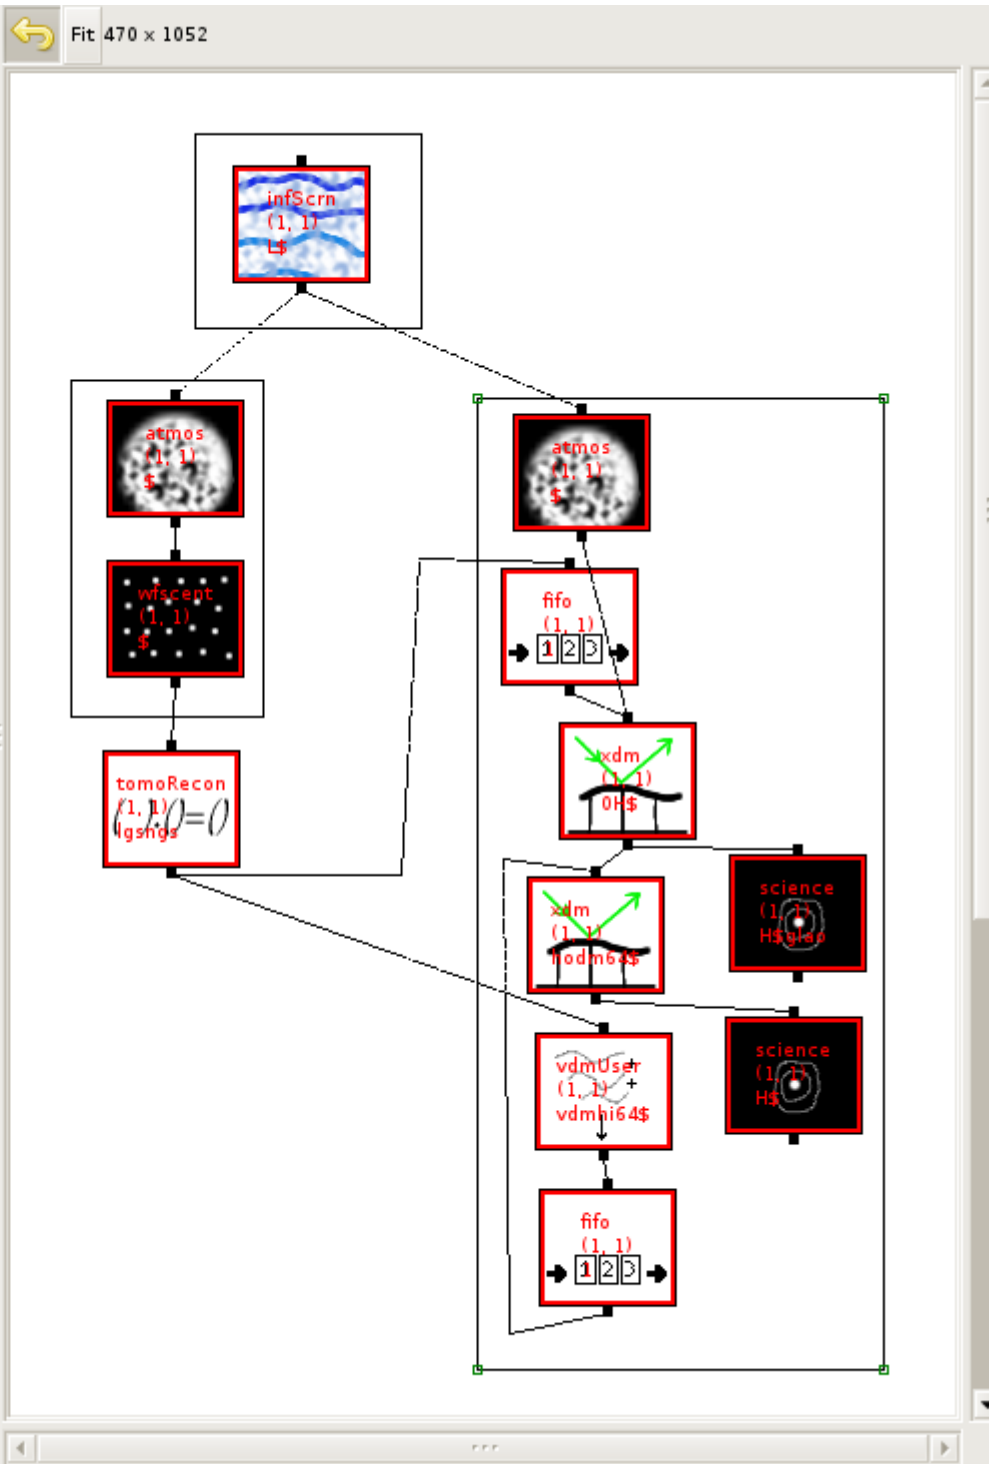 Fit 470 x 1052
infScrn
(1, 1)
L$
atmos
(1, 1)
$
atmos
(1, 1)
$
wfscent
(1, 1)
$
fifo
(1, 1)
1 2 3
xdm
(1, 1)
0H$
tomoRecon
(1, 1)
lgsngs
( ).()=()
science
(1, 1)
H$glao
xdm
(1, 1)
hodm64$
science
(1, 1)
H$
vdmUser
(1, 1)
vdmhi64$
fifo
(1, 1)
1 2 3